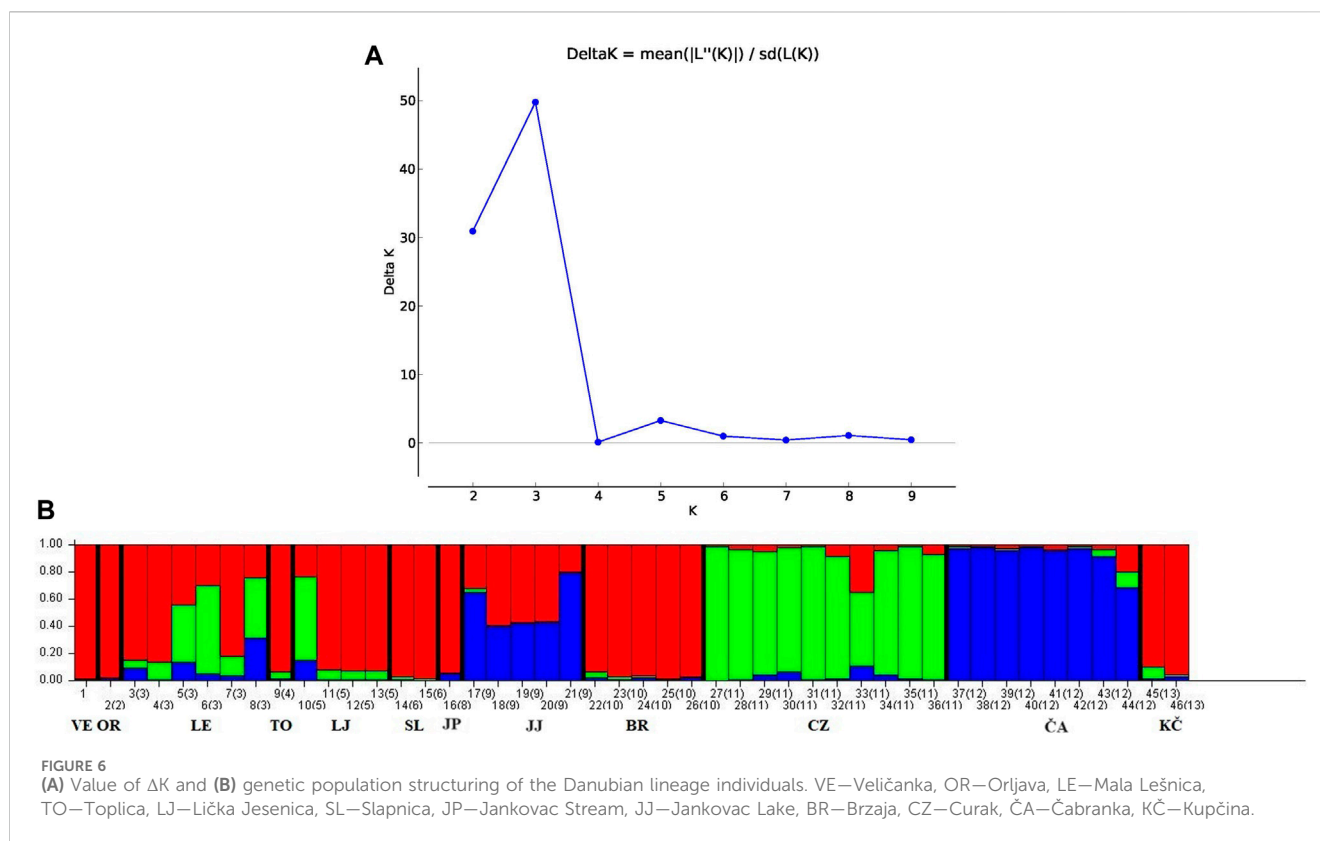 A
DeltaK = mean(|L''(K)|) / sd(L(K))
50
40
30
20
10
0
Delta K
2 3 4 5 6 7 8 9
K
B
1.00
0.80
0.60
0.40
0.20
0.00
1 3(3) 5(3) 7(3) 9(4) 11(5) 13(5) 15(6) 17(9) 19(9) 21(9) 23(10) 25(10) 27(11) 29(11) 31(11) 33(11) 35(11) 37(12) 39(12) 41(12) 43(12) 45(13)
2(2) 4(3) 6(3) 8(3) 10(5) 12(5) 14(6) 16(8) 18(9) 20(9) 22(10) 24(10) 26(10) 28(11) 30(11) 32(11) 34(11) 36(11) 38(12) 40(12) 42(12) 44(12) 46(13)
VE OR LE TO LJ SL JP JJ BR CZ ČA KČ
FIGURE 6
(A) Value of ΔK and (B) genetic population structuring of the Danubian lineage individuals. VE—Veličanka, OR—Orljava, LE—Mala Lešnica,
TO—Toplica, LJ—Lička Jesenica, SL—Slapnica, JP—Jankovac Stream, JJ—Jankovac Lake, BR—Brzaja, CZ—Curak, ČA—Čabranka, KČ—Kupčina.